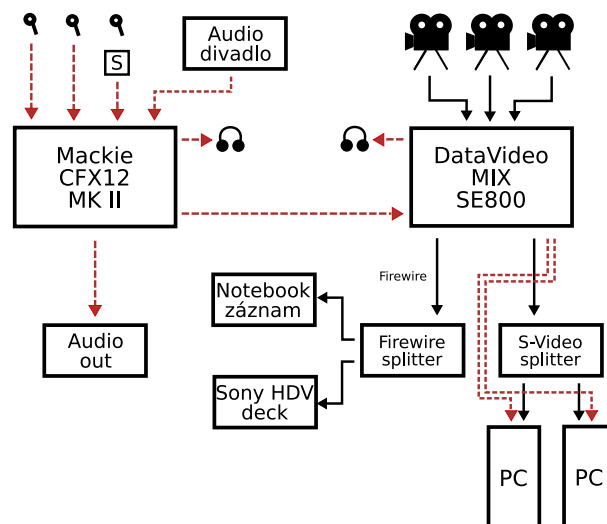 Audio
divadlo
S
Mackie
CFX12
MK II
DataVideo
MIX
SE800
Firewire
Notebook
záznam
Firewire
splitter
S-Video
splitter
Audio
out
Sony HDV
deck
PC
PC